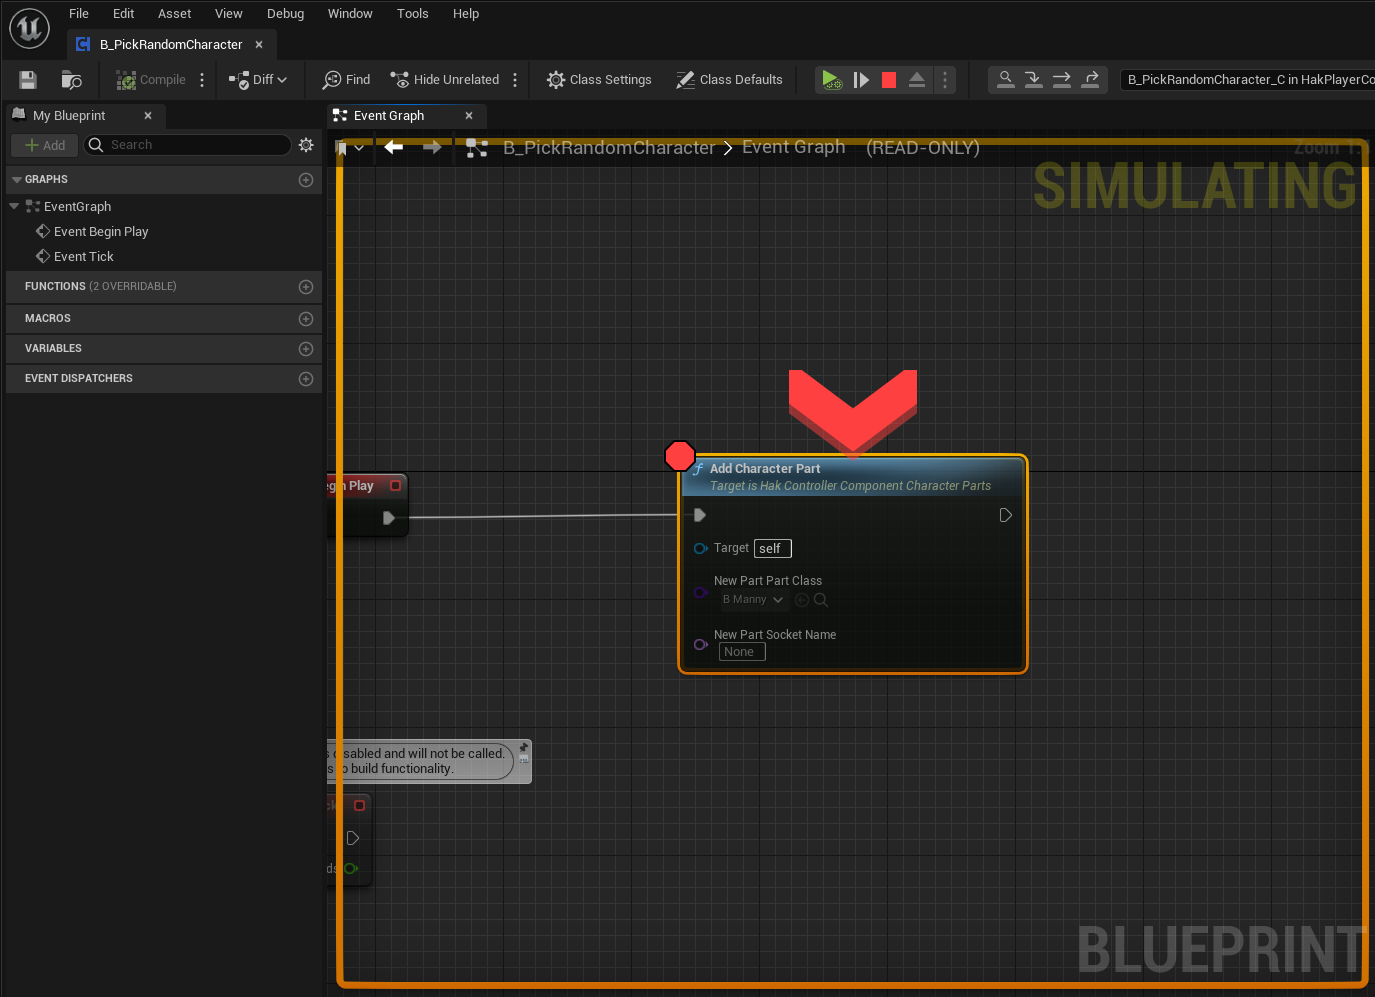 File Edit Asset View Debug Window Tools Help
B_PickRandomCharacter
Compile Diff Find Hide Unrelated Class Settings Class Defaults B_PickRandomCharacter_C in HakPlayerCo
My Blueprint Event Graph
Add Search B_PickRandomCharacter > Event Graph (READ-ONLY) Zoom 1
SIMULATING
GRAPHS
EventGraph
Event Begin Play
Event Tick
FUNCTIONS (2 OVERRIDABLE)
MACROS
VARIABLES
EVENT DISPATCHERS
gin Play
f Add Character Part
Target is Hak Controller Component Character Parts
Target self
New Part Part Class
B Manny
New Part Socket Name
None
s disabled and will not be called.
s to build functionality.
ck
ds
BLUEPRINT